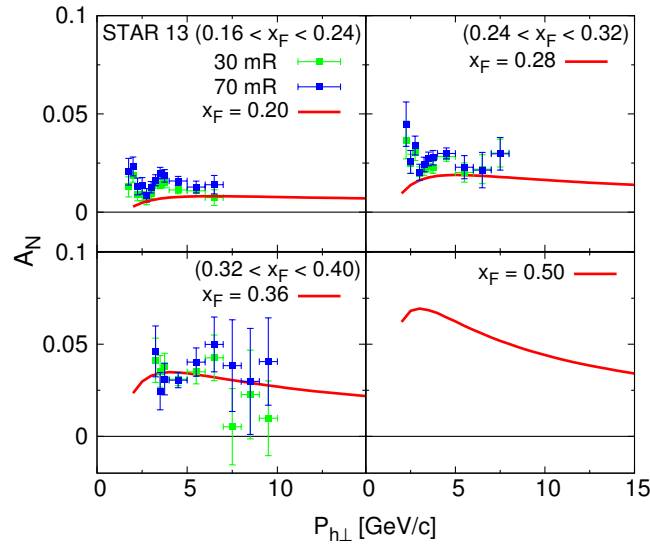 STAR 13 (0.16 < x_F < 0.24)
30 mR
70 mR
x_F = 0.20
(0.24 < x_F < 0.32)
x_F = 0.28
0.1
0.05
0
(0.32 < x_F < 0.40)
x_F = 0.36
x_F = 0.50
0.1
0.05
0
A_N
0 5 10 0 5 10 15
P_h⊥ [GeV/c]